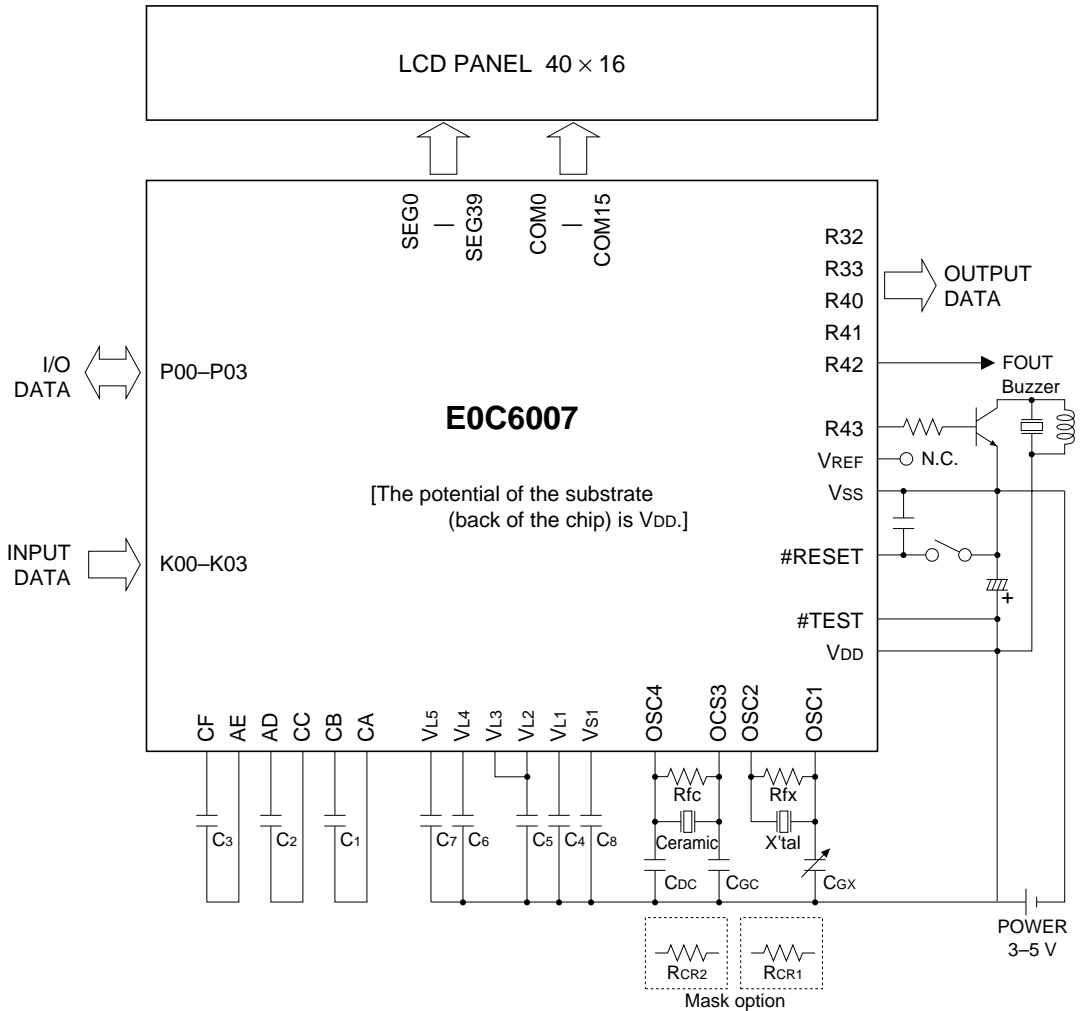 LCD PANEL 40 × 16
SEG0
—
SEG39
COM0
—
COM15
R32
R33
R40
R41
R42
OUTPUT
DATA
FOUT
Buzzer
I/O
DATA
P00–P03
E0C6007
R43
VREF
N.C.
VSS
[The potential of the substrate
(back of the chip) is VDD.]
INPUT
DATA
K00–K03
#RESET
+
#TEST
VDD
CF
AE
AD
CC
CB
CA
VL5
VL4
VL3
VL2
VL1
VS1
OSC4
OCS3
OSC2
OSC1
Rfc
Rfx
C3
C2
C1
C7
C6
C5
C4
C8
Ceramic
X'tal
CDC
CGC
CGX
POWER
3–5 V
RCR2
RCR1
Mask option